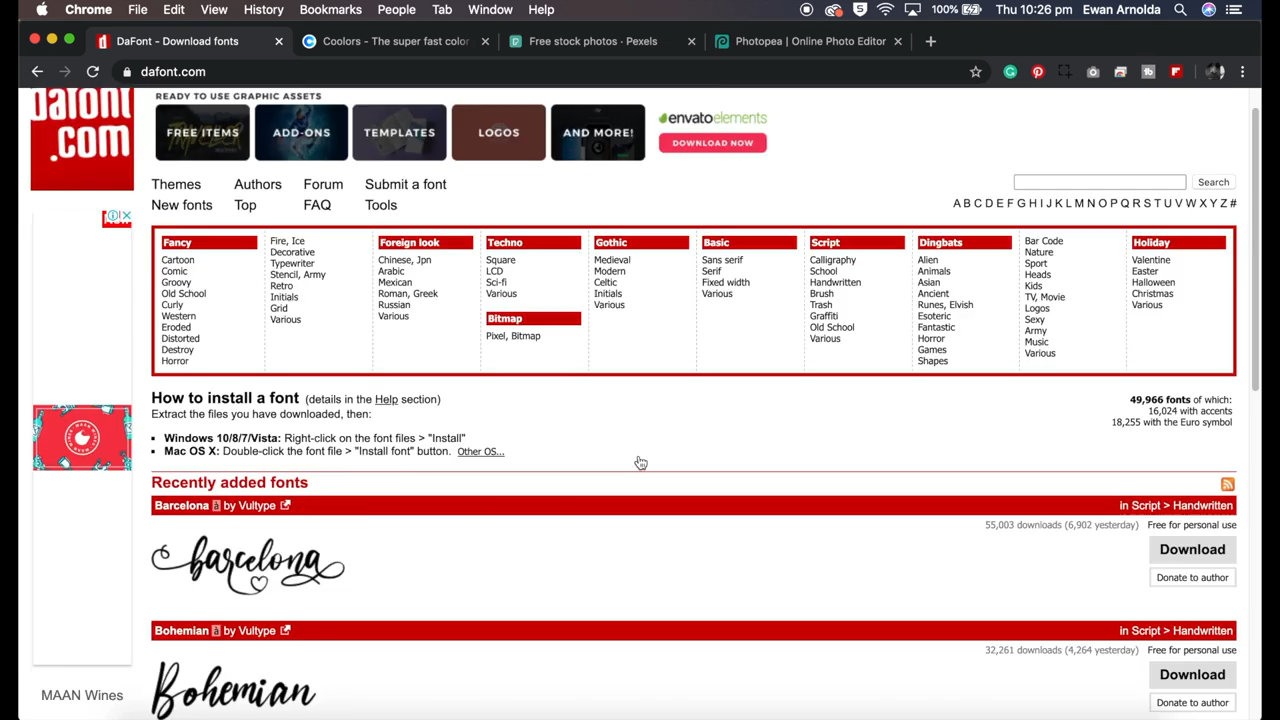 Chrome File Edit View History Bookmarks People Tab Window Help 100% Thu 10:26 pm Ewan Arnolda
DaFont - Download fonts Coolors - The super fast color Free stock photos · Pexels Photopea | Online Photo Editor
dafont.com
READY TO USE GRAPHIC ASSETS
FREE ITEMS ADD-ONS TEMPLATES LOGOS AND MORE! envatoelements
DOWNLOAD NOW
dafont
.com
Themes Authors Forum Submit a font
New fonts Top FAQ Tools
Search
A B C D E F G H I J K L M N O P Q R S T U V W X Y Z #
Fancy
Cartoon
Comic
Groovy
Old School
Curly
Western
Eroded
Distorted
Destroy
Horror
Fire, Ice
Decorative
Typewriter
Stencil, Army
Retro
Initials
Grid
Various
Foreign look
Chinese, Jpn
Arabic
Mexican
Roman, Greek
Russian
Various
Techno
Square
LCD
Sci-fi
Various
Bitmap
Pixel, Bitmap
Gothic
Medieval
Modern
Celtic
Initials
Various
Basic
Sans serif
Serif
Fixed width
Various
Script
Calligraphy
School
Handwritten
Brush
Trash
Graffiti
Old School
Various
Dingbats
Alien
Animals
Asian
Ancient
Runes, Elvish
Esoteric
Fantastic
Horror
Games
Shapes
Bar Code
Nature
Sport
Heads
Kids
TV, Movie
Logos
Sexy
Army
Music
Various
Holiday
Valentine
Easter
Halloween
Christmas
Various
How to install a font (details in the Help section)
Extract the files you have downloaded, then:
Windows 10/8/7/Vista: Right-click on the font files > "Install"
Mac OS X: Double-click the font file > "Install font" button. Other OS...
49,966 fonts of which:
16,024 with accents
18,255 with the Euro symbol
Recently added fonts
Barcelona by Vultype in Script > Handwritten
55,003 downloads (6,902 yesterday) Free for personal use
barcelona
Download
Donate to author
Bohemian by Vultype in Script > Handwritten
32,261 downloads (4,264 yesterday) Free for personal use
Bohemian
Download
Donate to author
MAAN Wines